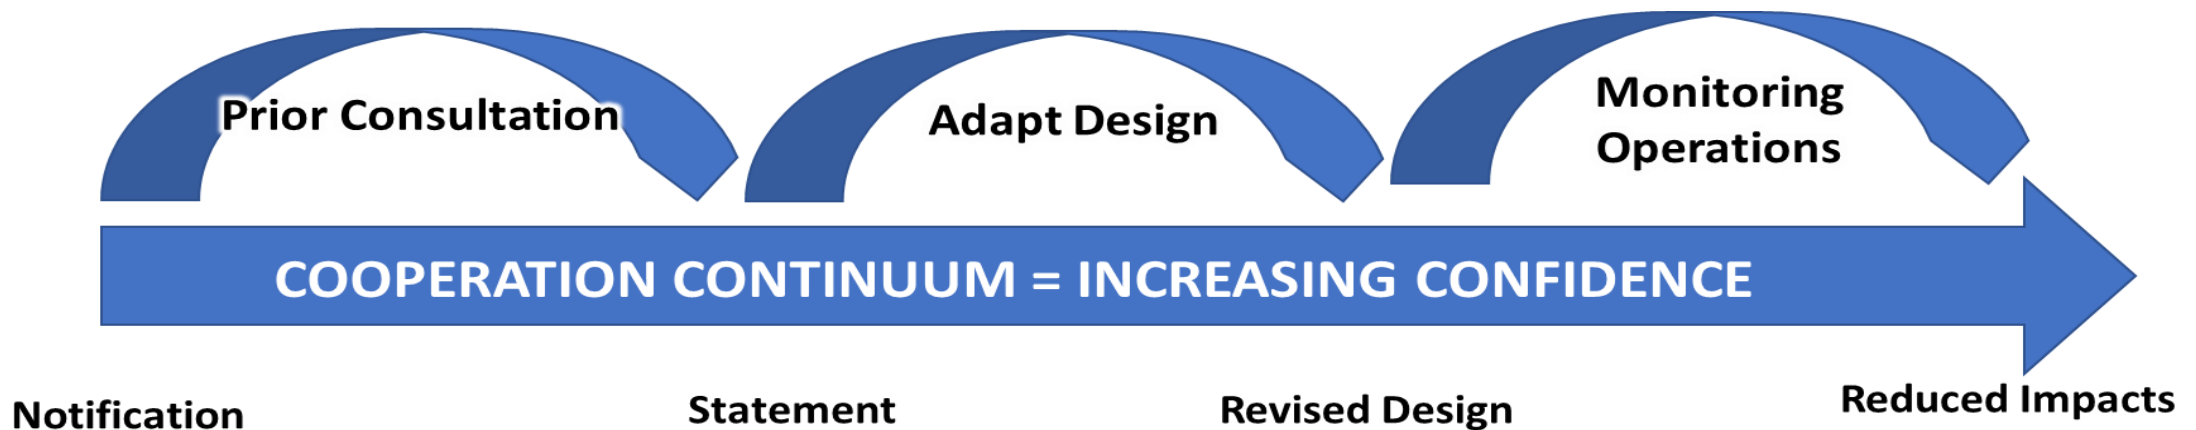 Prior Consultation
Adapt Design
Monitoring
Operations
COOPERATION CONTINUUM = INCREASING CONFIDENCE
Notification
Statement
Revised Design
Reduced Impacts